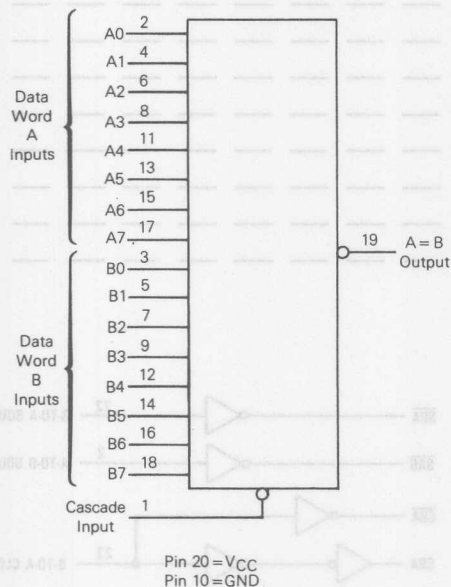 Data
Word
A
Inputs
A0 2
A1 4
A2 6
A3 8
A4 11
A5 13
A6 15
A7 17
Data
Word
B
Inputs
B0 3
B1 5
B2 7
B3 9
B4 12
B5 14
B6 16
B7 18
Cascade
Input
1
19 A = B
Output
Pin 20 = VCC
Pin 10 = GND